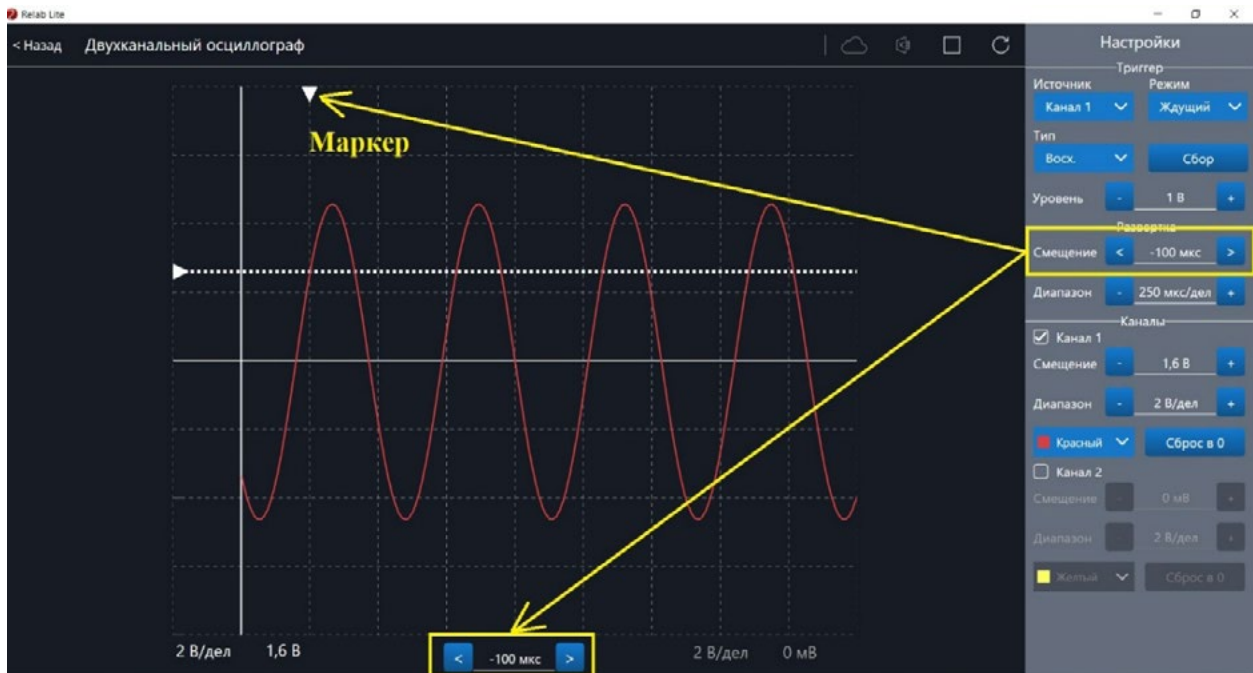 Relab Lite
< Назад Двухканальный осциллограф
Настройки
Триггер
Источник Режим
Канал 1 Ждущий
Тип
Восх. Сбор
Уровень - 1 В +
Развертка
Смещение < -100 мкс >
Диапазон - 250 мкс/дел +
Каналы
Канал 1
Смещение - 1,6 В +
Диапазон - 2 В/дел +
Красный Сброс в 0
Канал 2
Смещение - 0 мВ +
Диапазон - 2 В/дел +
Желтый Сброс в 0
Маркер
2 В/дел 1,6 В < -100 мкс > 2 В/дел 0 мВ